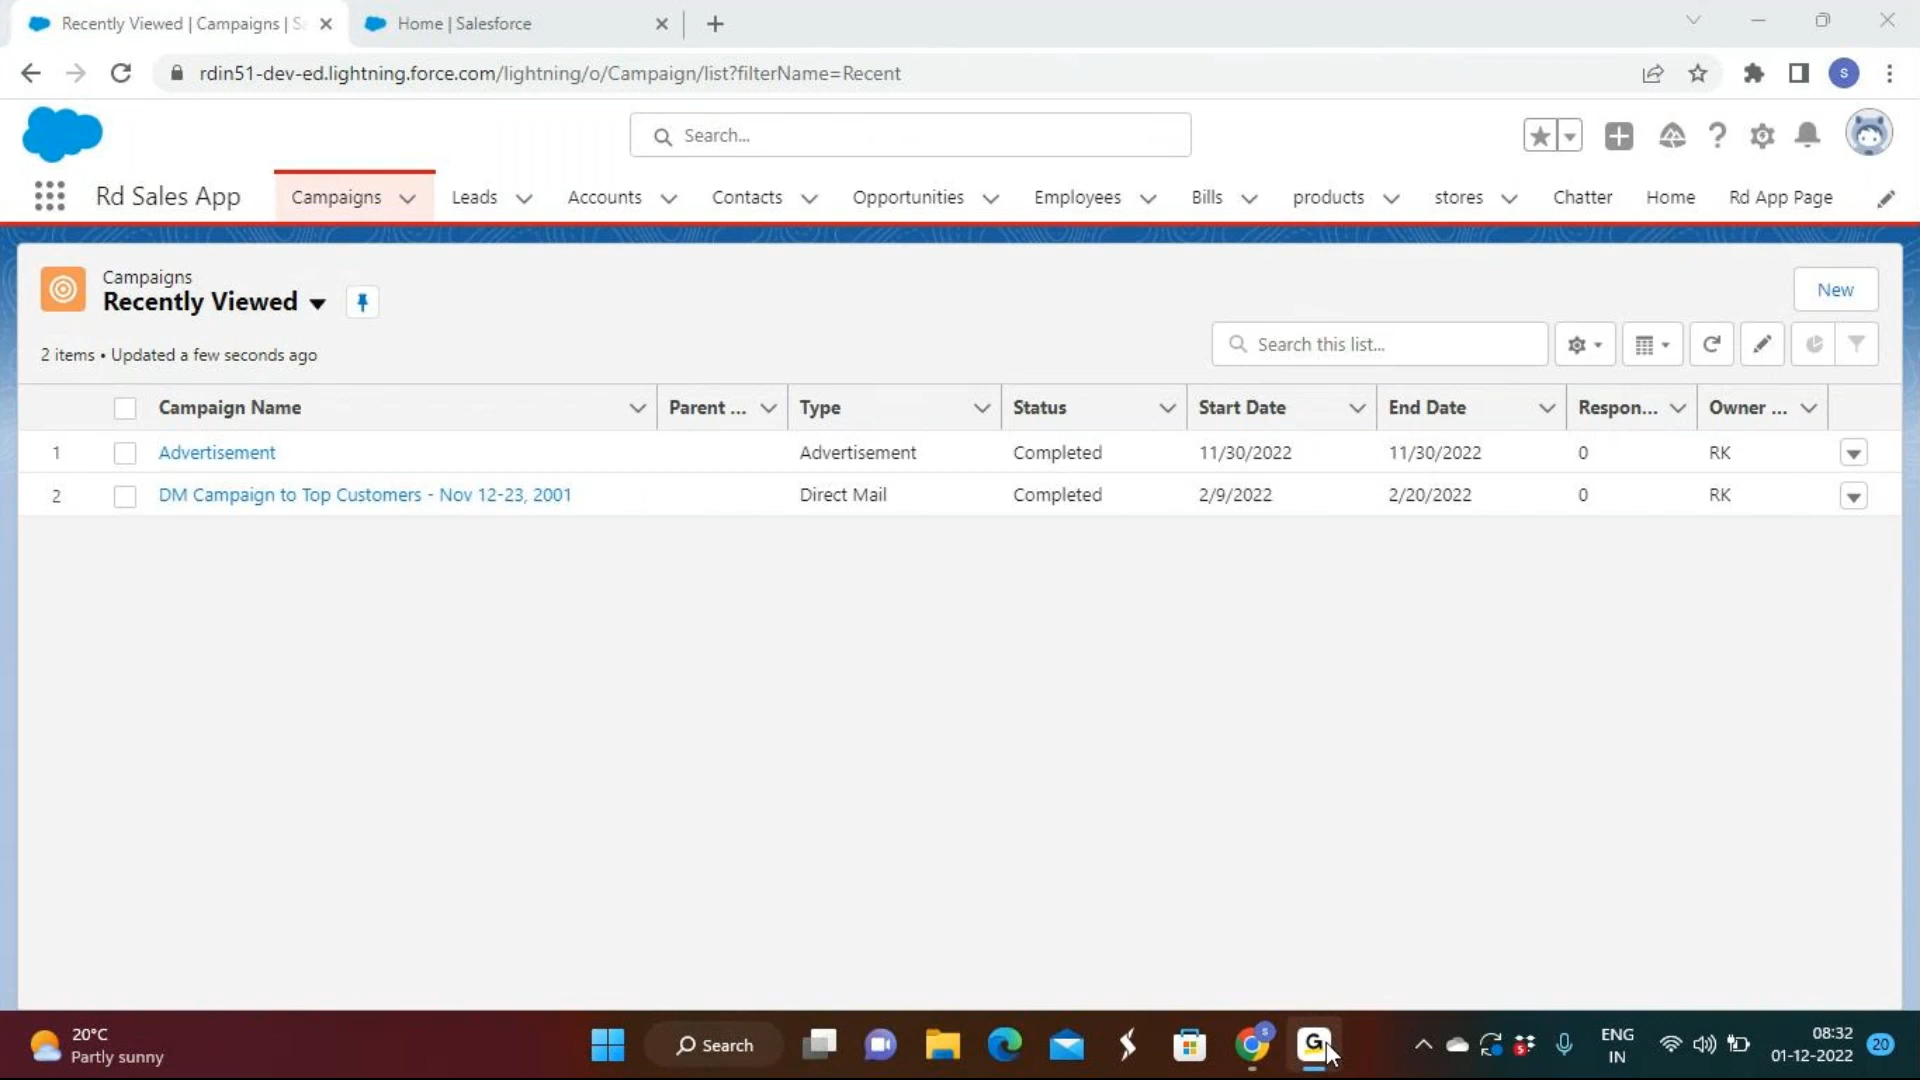 Recently Viewed | Campaigns | S
Home | Salesforce
rdin51-dev-ed.lightning.force.com/lightning/o/Campaign/list?filterName=Recent
S
Search...
Rd Sales App
Campaigns
Leads
Accounts
Contacts
Opportunities
Employees
Bills
products
stores
Chatter
Home
Rd App Page
Campaigns
Recently Viewed
New
2 items • Updated a few seconds ago
Search this list...
Campaign Name
Parent ...
Type
Status
Start Date
End Date
Respon...
Owner ...
1 Advertisement Advertisement Completed 11/30/2022 11/30/2022 0 RK
2 DM Campaign to Top Customers - Nov 12-23, 2001 Direct Mail Completed 2/9/2022 2/20/2022 0 RK
20°C
Partly sunny
Search
S
G
ENG
IN
08:32
01-12-2022
20